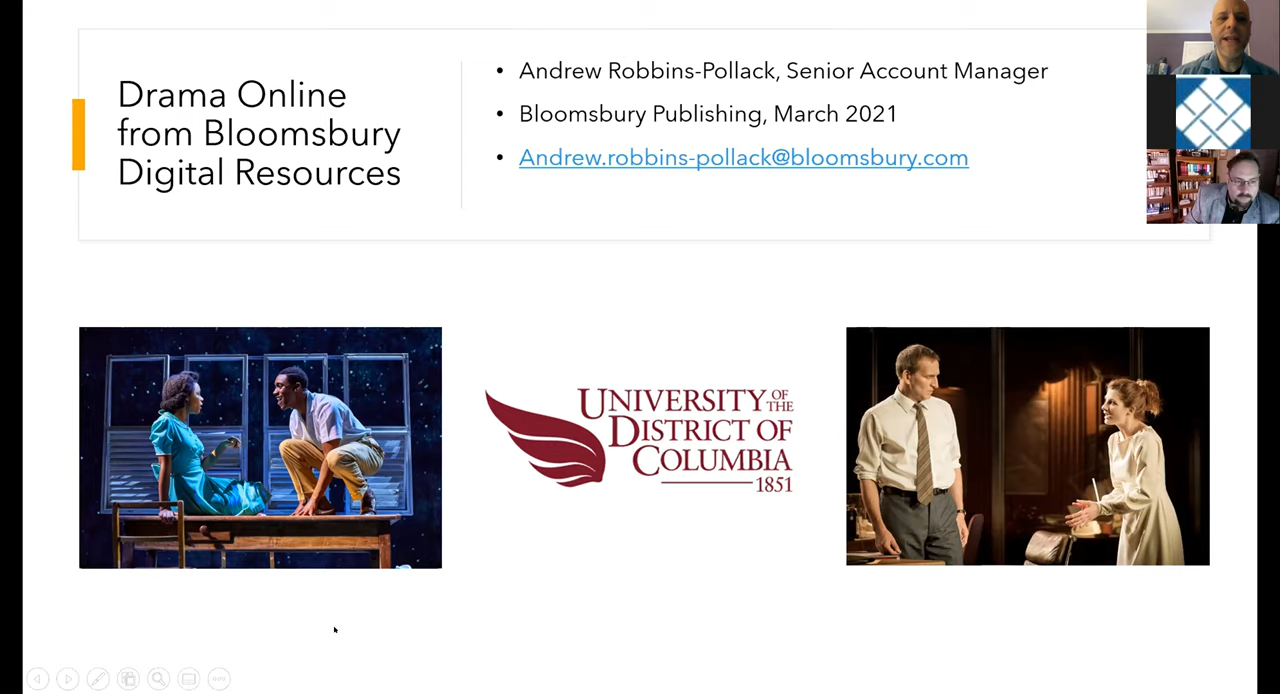 Drama Online
from Bloomsbury
Digital Resources
• Andrew Robbins-Pollack, Senior Account Manager
• Bloomsbury Publishing, March 2021
• Andrew.robbins-pollack@bloomsbury.com
UNIVERSITY OF THE
DISTRICT OF
COLUMBIA
1851